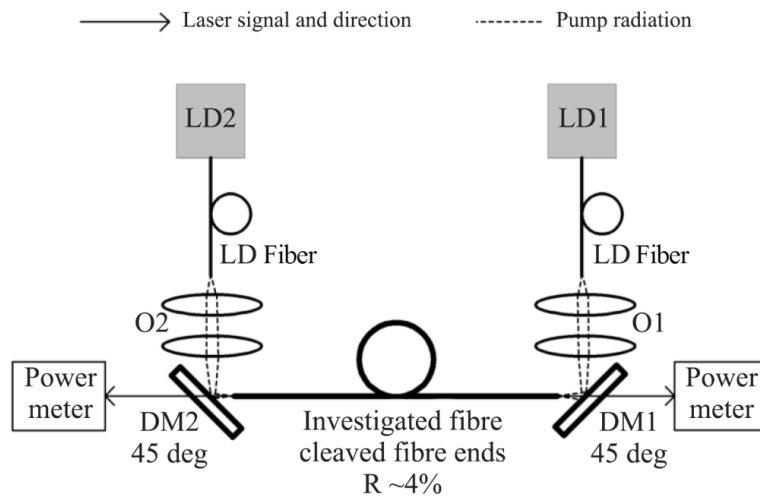 Laser signal and direction
Pump radiation
LD2
LD1
LD Fiber
LD Fiber
O2
O1
Power
meter
DM2
45 deg
Investigated fibre
cleaved fibre ends
R ~4%
DM1
45 deg
Power
meter